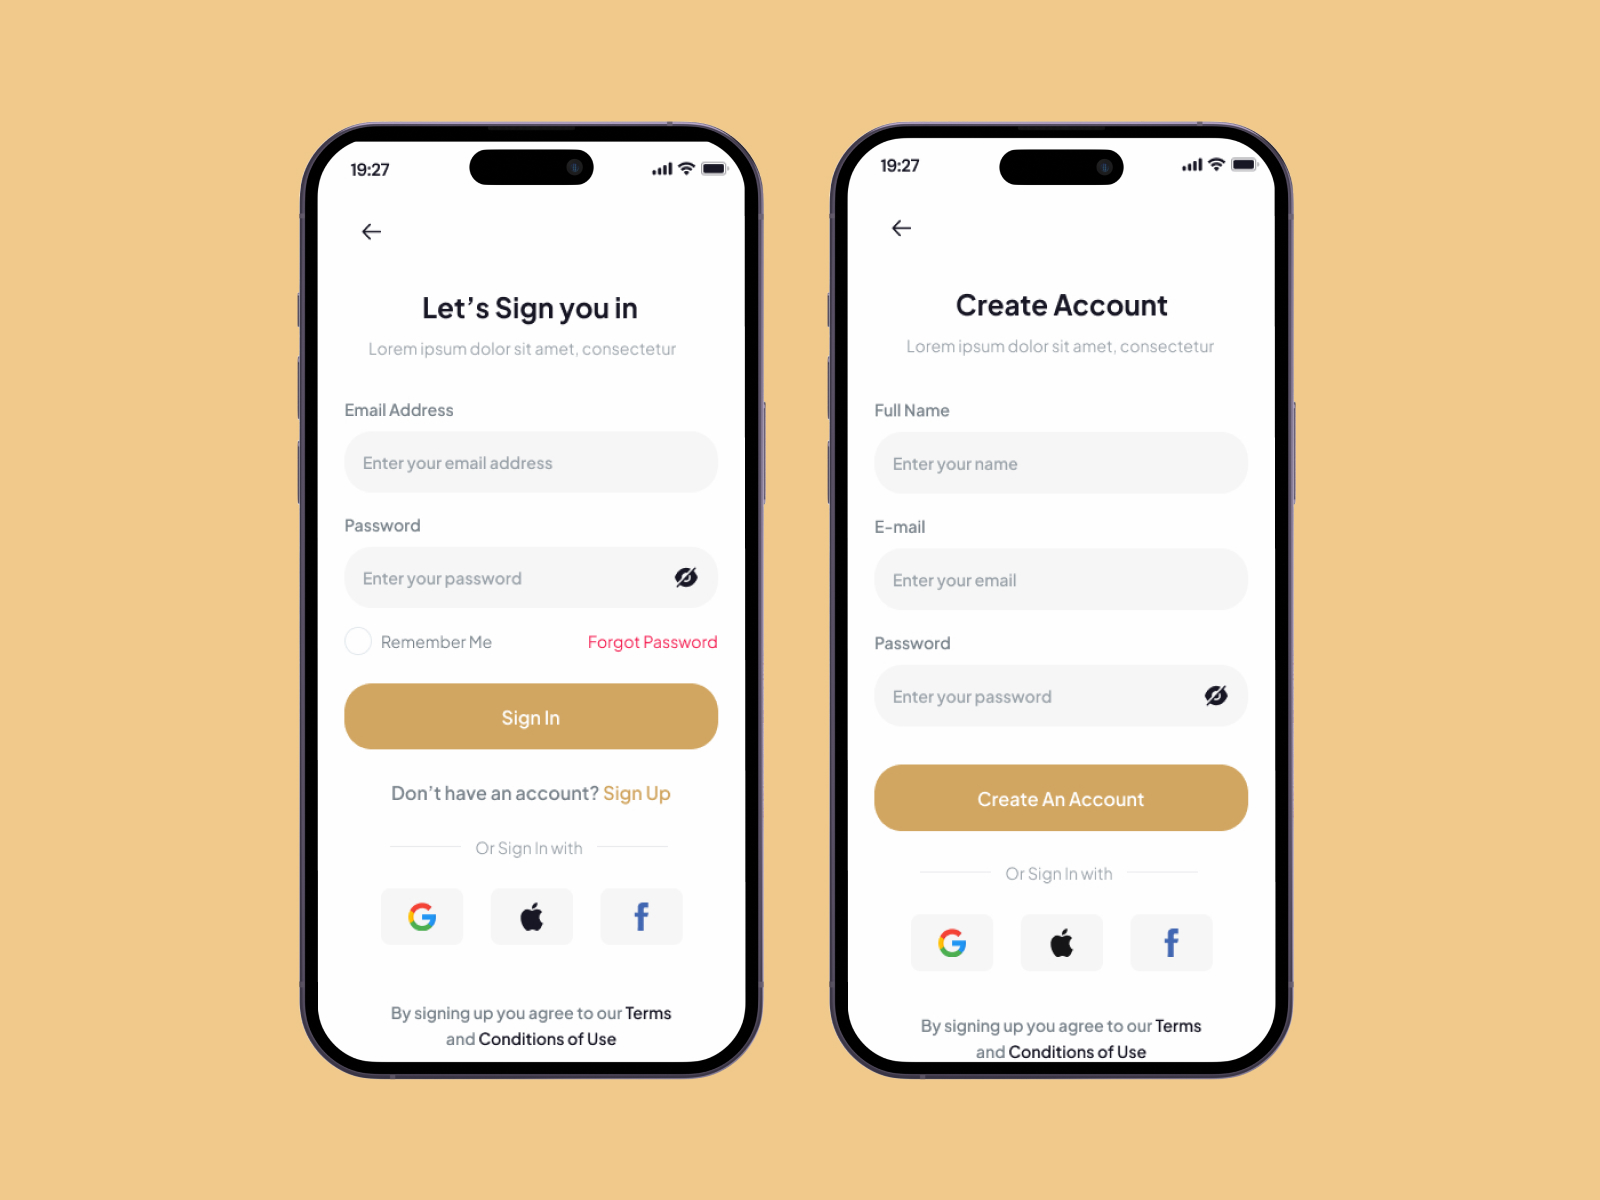 19:27
Let’s Sign you in
Lorem ipsum dolor sit amet, consectetur
Email Address
Enter your email address
Password
Enter your password
Remember Me
Forgot Password
Sign In
Don’t have an account? Sign Up
Or Sign In with
By signing up you agree to our Terms
and Conditions of Use
19:27
Create Account
Lorem ipsum dolor sit amet, consectetur
Full Name
Enter your name
E-mail
Enter your email
Password
Enter your password
Create An Account
Or Sign In with
By signing up you agree to our Terms
and Conditions of Use